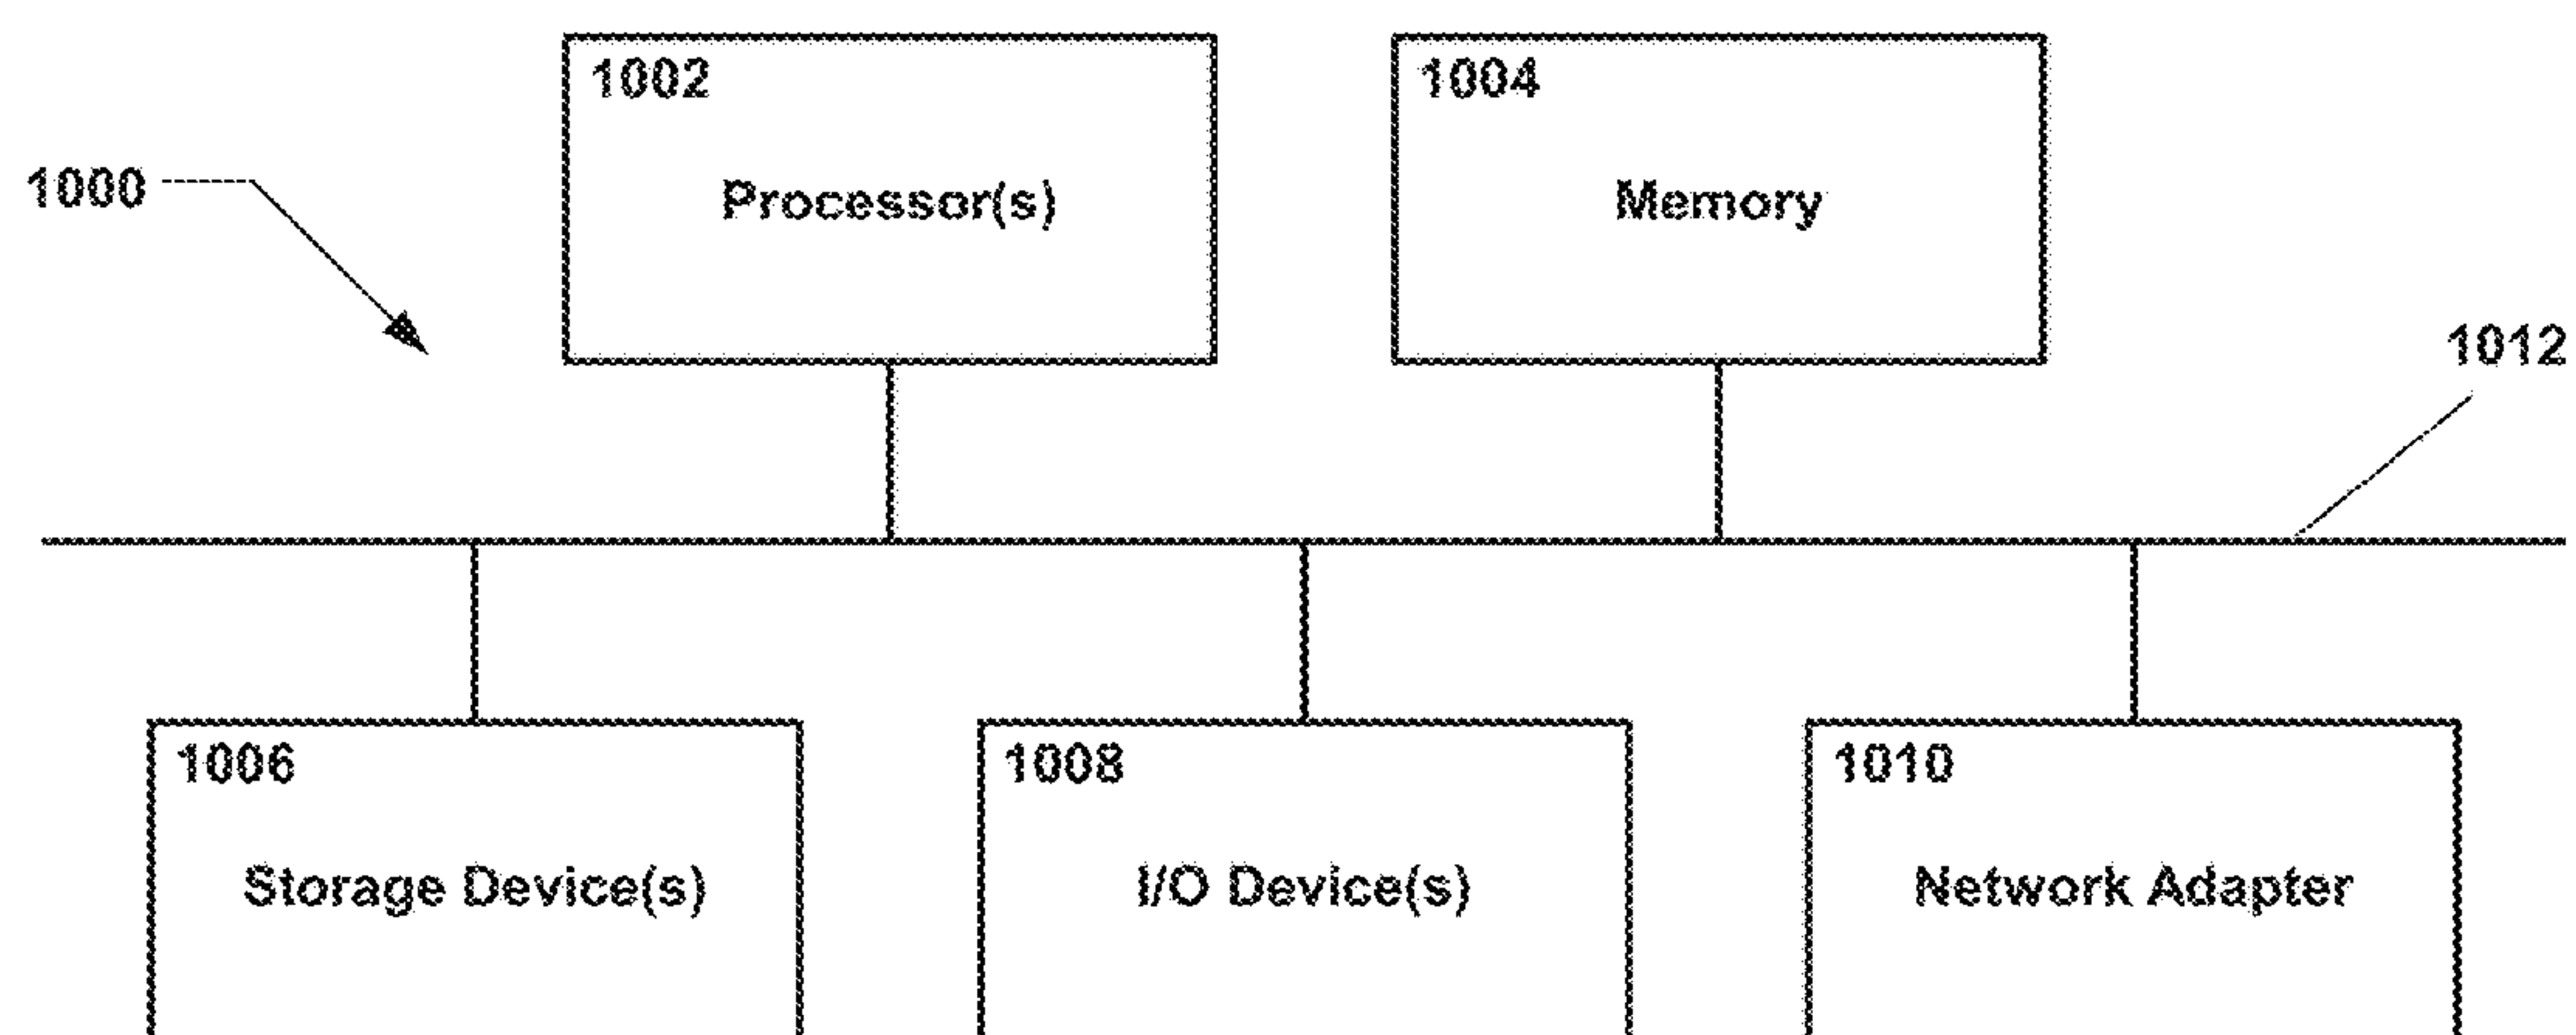 1002
Processor(s)
1004
Memory
1000
1012
1006
Storage Device(s)
1008
I/O Device(s)
1010
Network Adapter